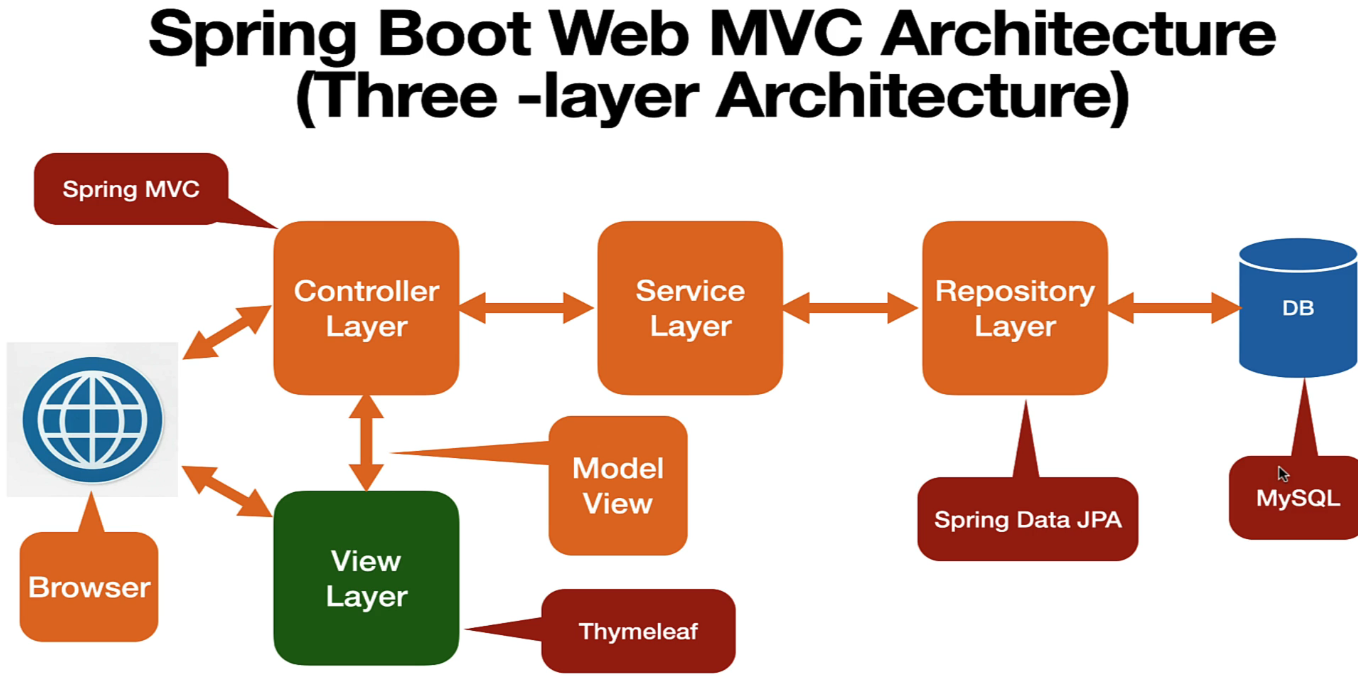 Spring Boot Web MVC Architecture
(Three -layer Architecture)
Spring MVC
Controller
Layer
Service
Layer
Repository
Layer
DB
Model
View
Spring Data JPA
MySQL
Browser
View
Layer
Thymeleaf